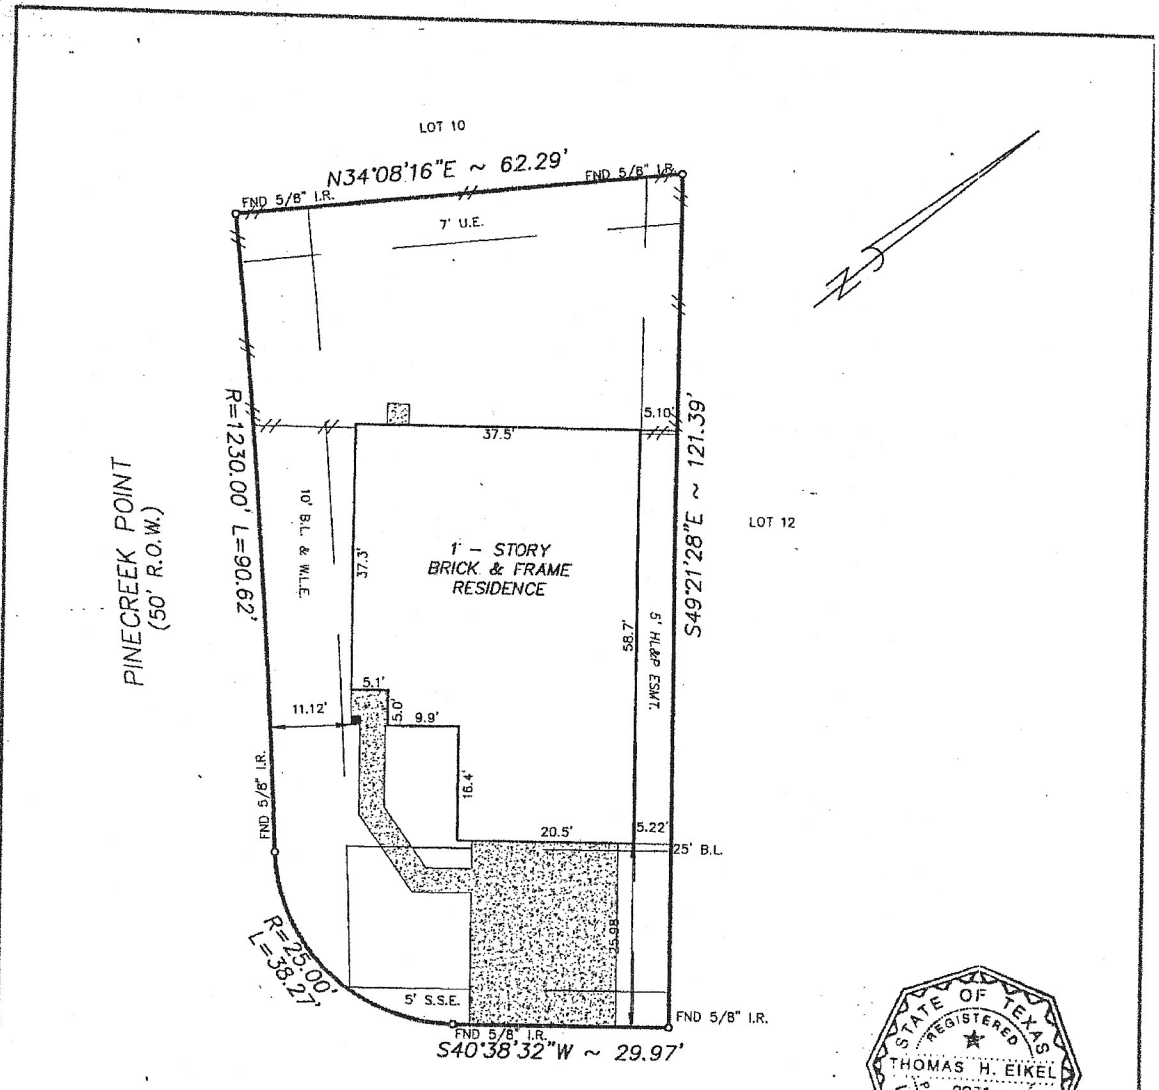 LOT 10
N34°08'16"E ~ 62.29'
FND 5/8" I.R.
FND 5/8" I.R.
7' U.E.
N
R=1230.00' L=90.62'
5.10'
37.5'
S49°21'28"E ~ 121.39'
PINECREEK POINT
(50' R.O.W.)
10' B.L. & W.L.E.
37.3'
1' - STORY
BRICK & FRAME
RESIDENCE
LOT 12
58.7'
5' HL&P ESMT.
5.1'
5.0'
11.12'
9.9'
16.4'
FND 5/8" I.R.
20.5'
5.22'
25' B.L.
25.98
R=25.00'
L=38.27'
5' S.S.E.
FND 5/8" I.R.
FND 5/8" I.R.
S40°38'32"W ~ 29.97'
STATE OF TEXAS
REGISTERED
THOMAS H. EIKEL